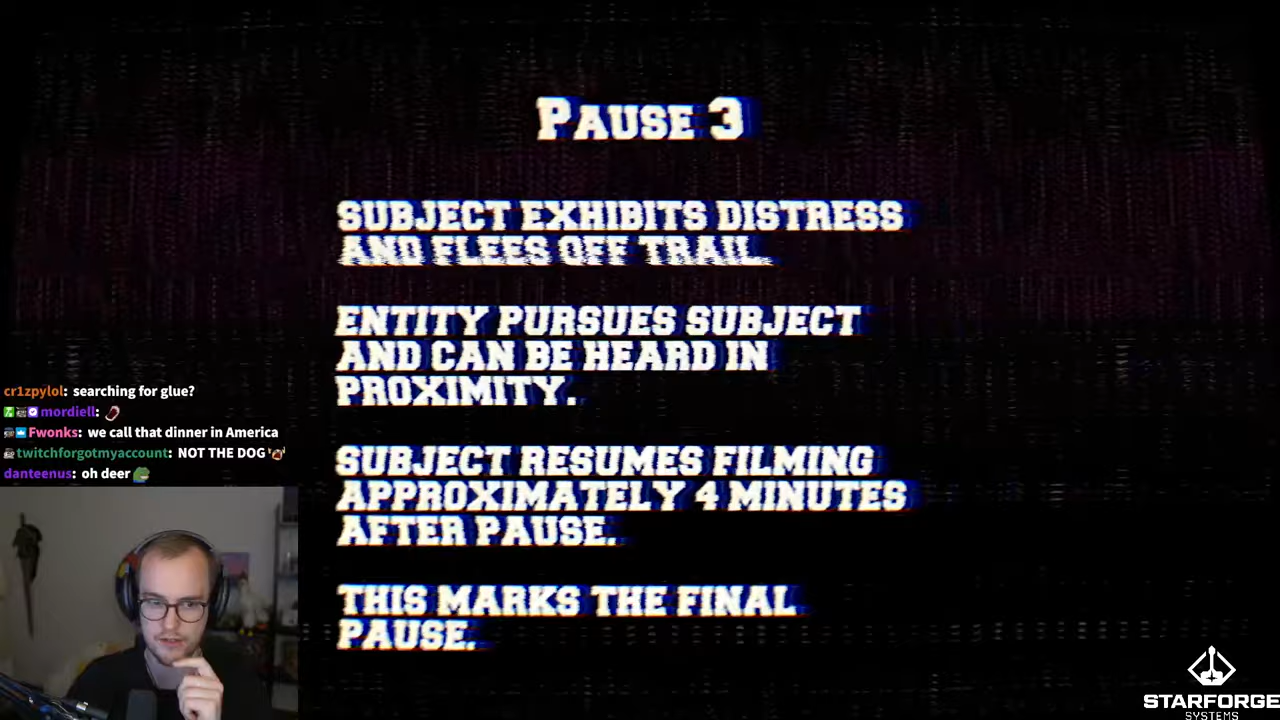 PAUSE 3
SUBJECT EXHIBITS DISTRESS
AND FLEES OFF TRAIL.
ENTITY PURSUES SUBJECT
AND CAN BE HEARD IN
PROXIMITY.
SUBJECT RESUMES FILMING
APPROXIMATELY 4 MINUTES
AFTER PAUSE.
THIS MARKS THE FINAL
PAUSE.
cr1zpylol: searching for glue?
mordiell:
Fwonks: we call that dinner in America
twitchforgotmyaccount: NOT THE DOG
danteenus: oh deer
STARFORGE
SYSTEMS